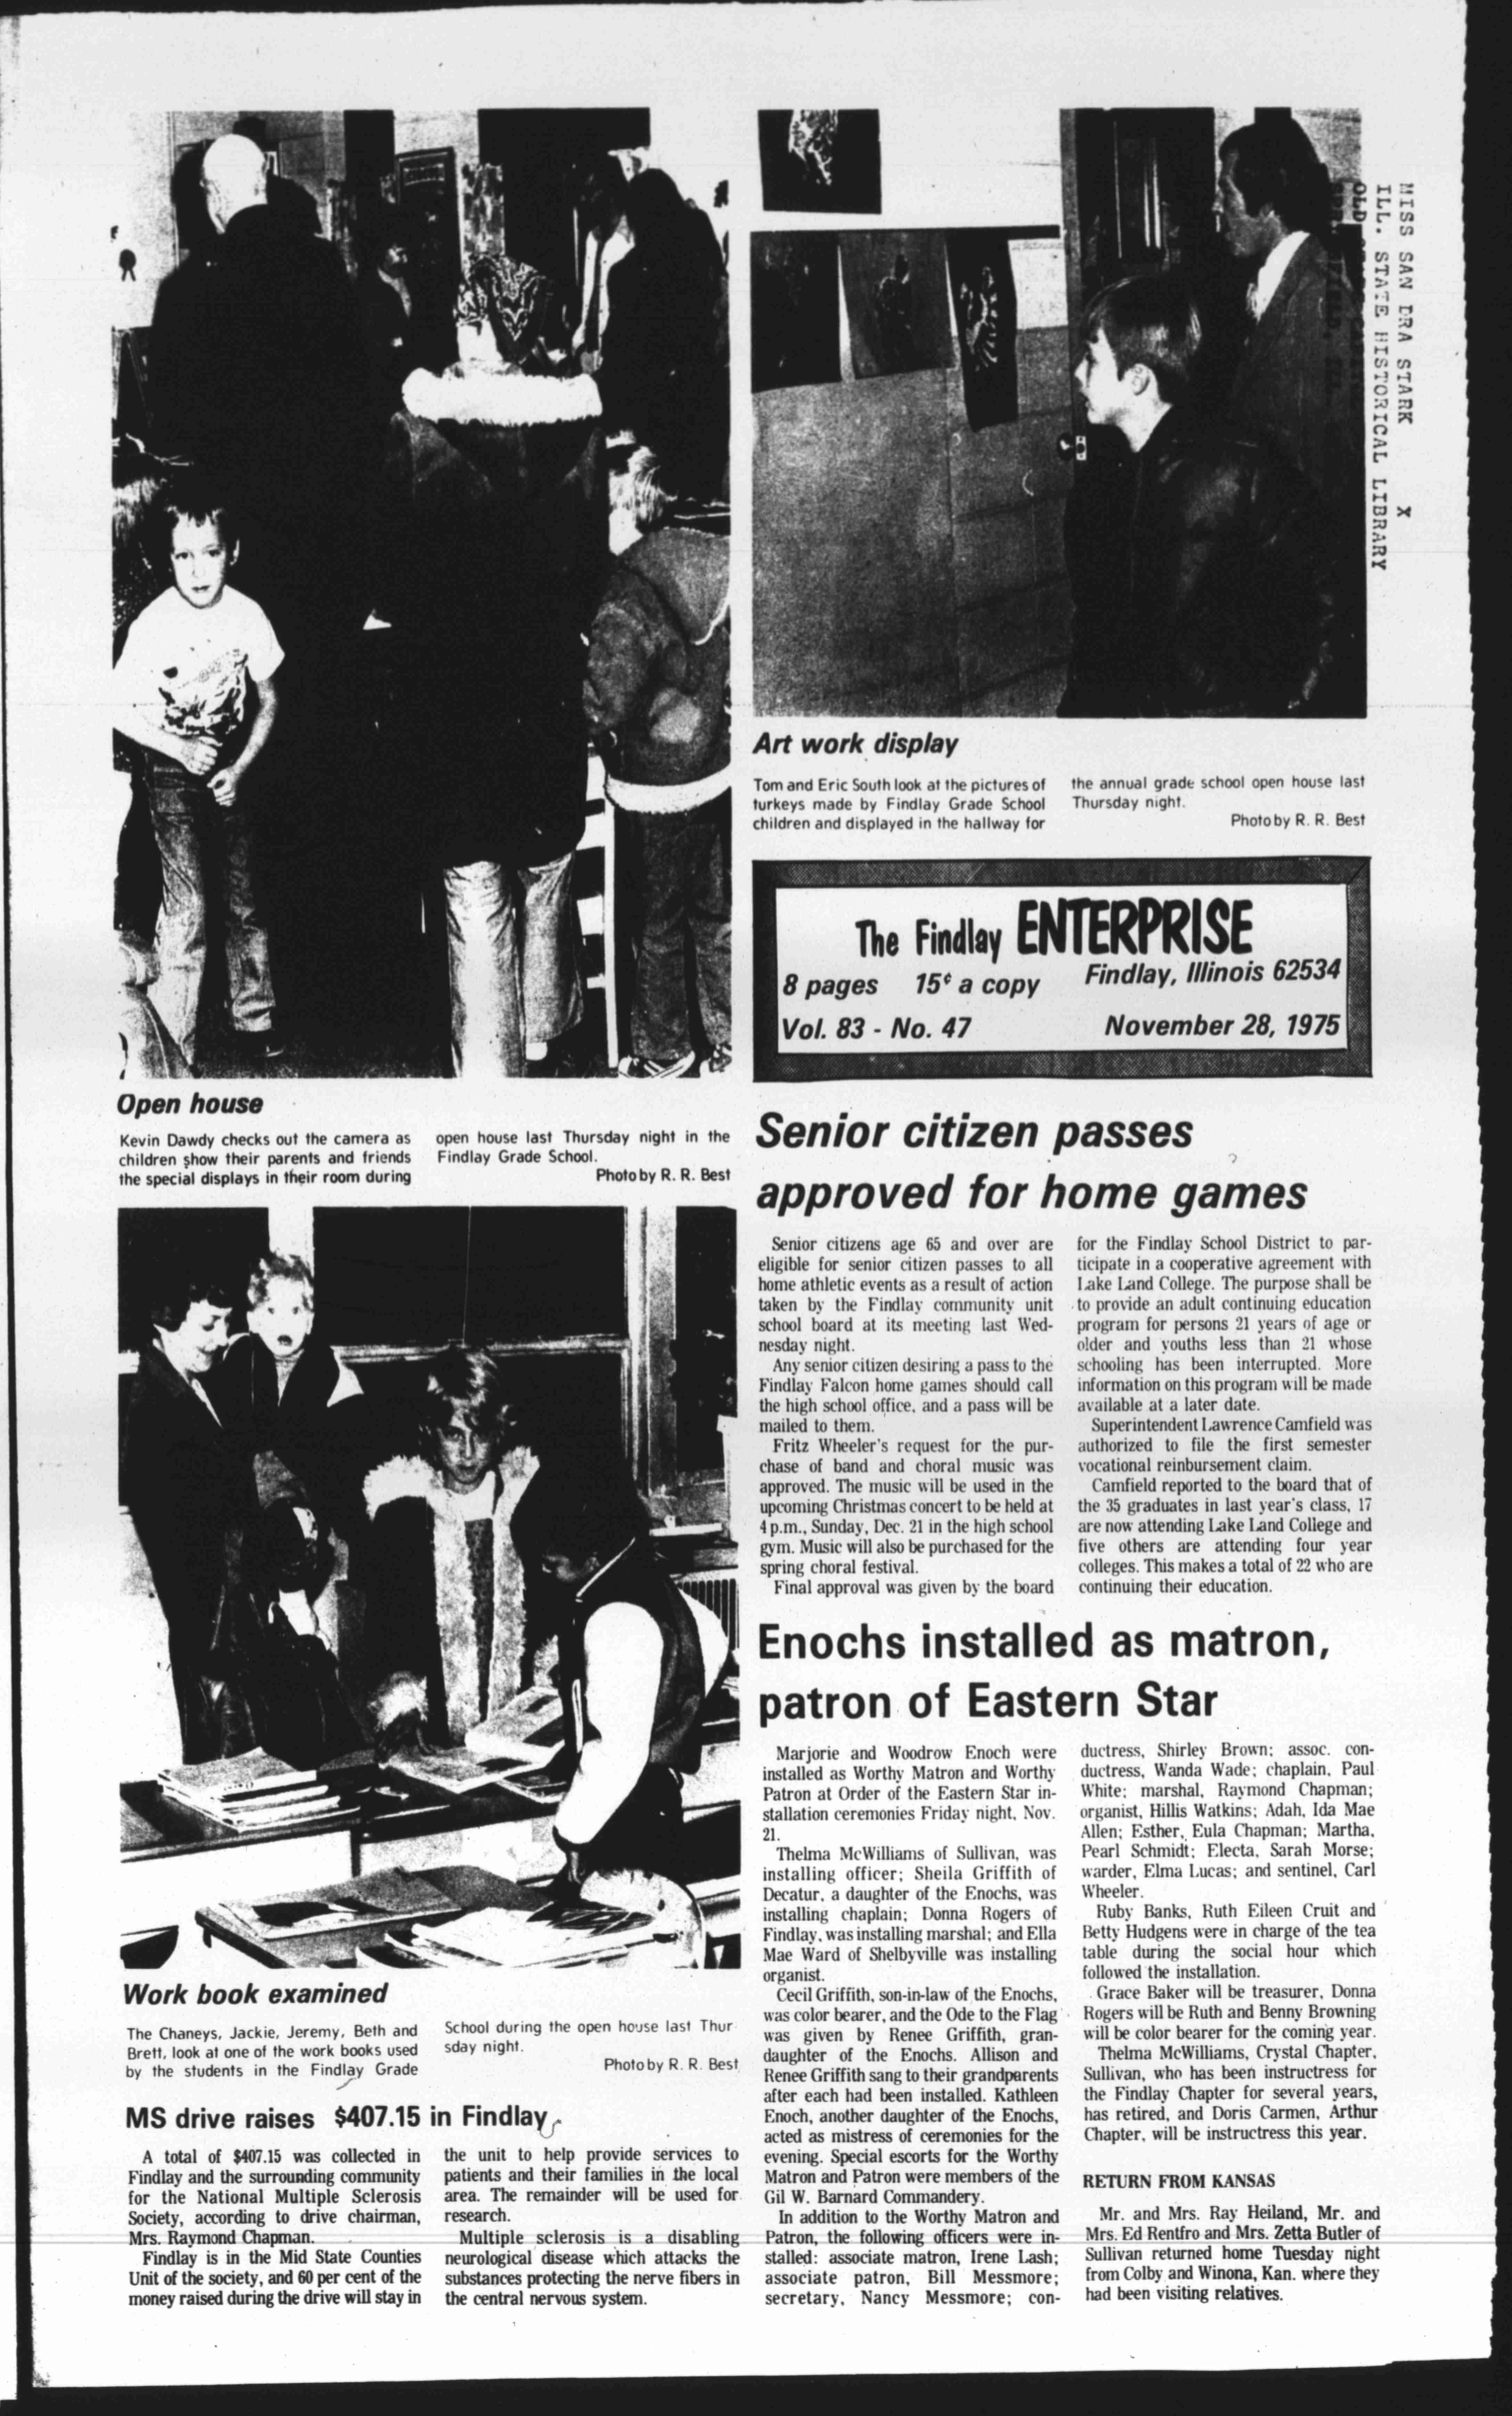 MISS SAN DRA STARK X
ILL. STATE HISTORICAL LIBRARY
OLD
Art work display
Tom and Eric South look at the pictures of
turkeys made by Findlay Grade School
children and displayed in the hallway for
the annual grade school open house last
Thursday night.
Photo by R. R. Best
The Findlay ENTERPRISE
8 pages 15¢ a copy Findlay, Illinois 62534
Vol. 83 - No. 47 November 28, 1975
Open house
Kevin Dawdy checks out the camera as
children show their parents and friends
the special displays in their room during
open house last Thursday night in the
Findlay Grade School.
Photo by R. R. Best
Senior citizen passes
approved for home games
Senior citizens age 65 and over are
eligible for senior citizen passes to all
home athletic events as a result of action
taken by the Findlay community unit
school board at its meeting last Wed-
nesday night.
Any senior citizen desiring a pass to the
Findlay Falcon home games should call
the high school office, and a pass will be
mailed to them.
Fritz Wheeler's request for the pur-
chase of band and choral music was
approved. The music will be used in the
upcoming Christmas concert to be held at
4 p.m., Sunday, Dec. 21 in the high school
gym. Music will also be purchased for the
spring choral festival.
Final approval was given by the board
for the Findlay School District to par-
ticipate in a cooperative agreement with
Lake Land College. The purpose shall be
to provide an adult continuing education
program for persons 21 years of age or
older and youths less than 21 whose
schooling has been interrupted. More
information on this program will be made
available at a later date.
Superintendent Lawrence Camfield was
authorized to file the first semester
vocational reinbursement claim.
Camfield reported to the board that of
the 35 graduates in last year's class, 17
are now attending Lake Land College and
five others are attending four year
colleges. This makes a total of 22 who are
continuing their education.
Enochs installed as matron,
patron of Eastern Star
Marjorie and Woodrow Enoch were
installed as Worthy Matron and Worthy
Patron at Order of the Eastern Star in-
stallation ceremonies Friday night, Nov.
21.
Thelma McWilliams of Sullivan, was
installing officer; Sheila Griffith of
Decatur, a daughter of the Enochs, was
installing chaplain; Donna Rogers of
Findlay, was installing marshal; and Ella
Mae Ward of Shelbyville was installing
organist.
Cecil Griffith, son-in-law of the Enochs,
was color bearer, and the Ode to the Flag
was given by Renee Griffith, gran-
daughter of the Enochs. Allison and
Renee Griffith sang to their grandparents
after each had been installed. Kathleen
Enoch, another daughter of the Enochs,
acted as mistress of ceremonies for the
evening. Special escorts for the Worthy
Matron and Patron were members of the
Gil W. Barnard Commandery.
In addition to the Worthy Matron and
Patron, the following officers were in-
stalled: associate matron, Irene Lash;
associate patron, Bill Messmore;
secretary, Nancy Messmore; con-
ductress, Shirley Brown; assoc. con-
ductress, Wanda Wade; chaplain, Paul
White; marshal, Raymond Chapman;
organist, Hillis Watkins; Adah, Ida Mae
Allen; Esther, Eula Chapman; Martha,
Pearl Schmidt; Electa, Sarah Morse;
warder, Elma Lucas; and sentinel, Carl
Wheeler.
Ruby Banks, Ruth Eileen Cruit and
Betty Hudgens were in charge of the tea
table during the social hour which
followed the installation.
Grace Baker will be treasurer, Donna
Rogers will be Ruth and Benny Browning
will be color bearer for the coming year.
Thelma McWilliams, Crystal Chapter,
Sullivan, who has been instructress for
the Findlay Chapter for several years,
has retired, and Doris Carmen, Arthur
Chapter, will be instructress this year.
RETURN FROM KANSAS
Mr. and Mrs. Ray Heiland, Mr. and
Mrs. Ed Rentfro and Mrs. Zetta Butler of
Sullivan returned home Tuesday night
from Colby and Winona, Kan. where they
had been visiting relatives.
Work book examined
The Chaneys, Jackie, Jeremy, Beth and
Brett, look at one of the work books used
by the students in the Findlay Grade
School during the open house last Thur
sday night.
Photo by R. R. Best
MS drive raises $407.15 in Findlay
A total of $407.15 was collected in
Findlay and the surrounding community
for the National Multiple Sclerosis
Society, according to drive chairman,
Mrs. Raymond Chapman.
Findlay is in the Mid State Counties
Unit of the society, and 60 per cent of the
money raised during the drive will stay in
the unit to help provide services to
patients and their families in the local
area. The remainder will be used for
research.
Multiple sclerosis is a disabling
neurological disease which attacks the
substances protecting the nerve fibers in
the central nervous system.